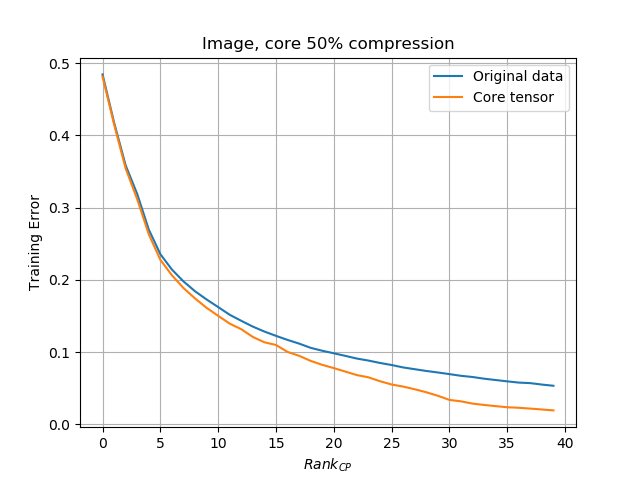 Image, core 50% compression
Original data
Core tensor
Training Error
0.5
0.4
0.3
0.2
0.1
0.0
0 5 10 15 20 25 30 35 40
Rank_CP